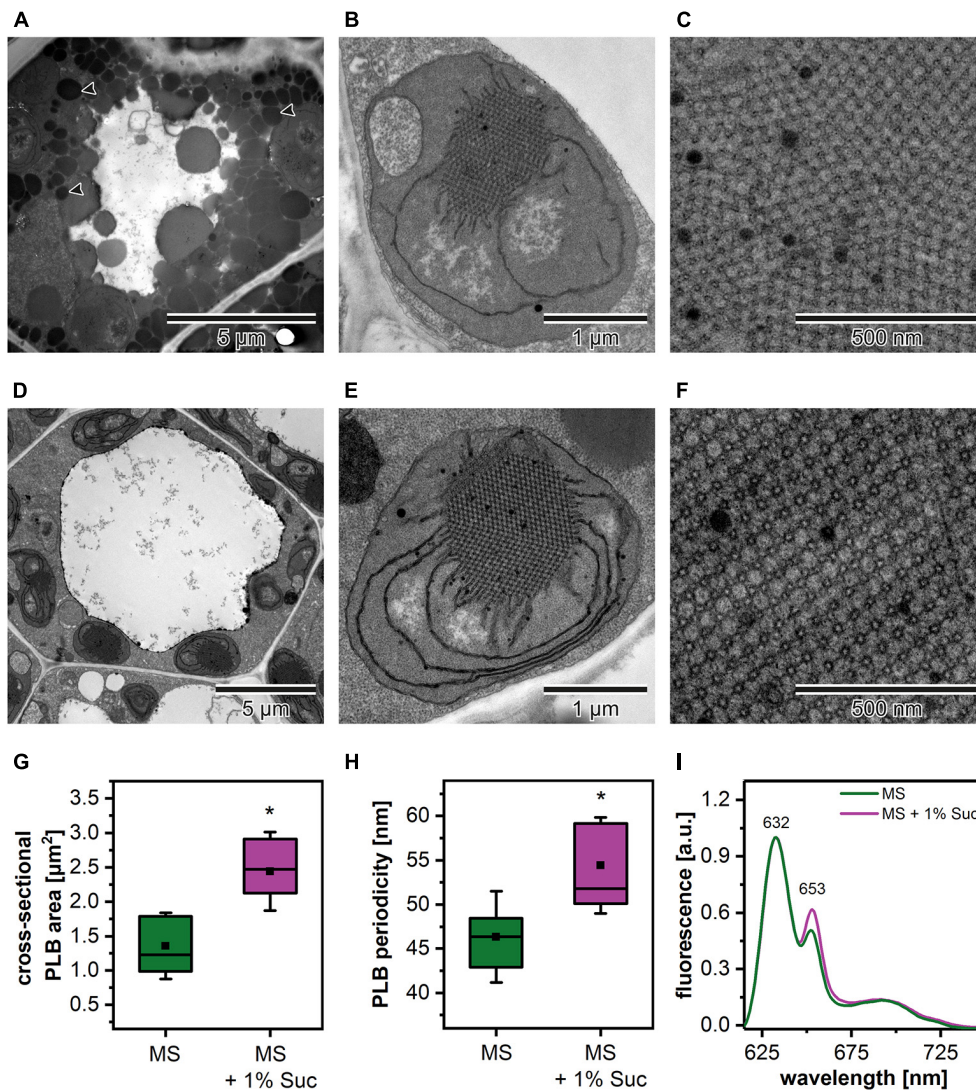 A
B
C
5 µm
1 µm
500 nm
D
E
F
5 µm
1 µm
500 nm
G
cross-sectional
PLB area [µm²]
3.5
3.0
2.5
2.0
1.5
1.0
0.5
*
MS
MS
+ 1% Suc
H
PLB periodicity [nm]
60
55
50
45
40
*
MS
MS
+ 1% Suc
I
fluorescence [a.u.]
1.2
0.9
0.6
0.3
0.0
MS
MS + 1% Suc
632
653
625
675
725
wavelength [nm]